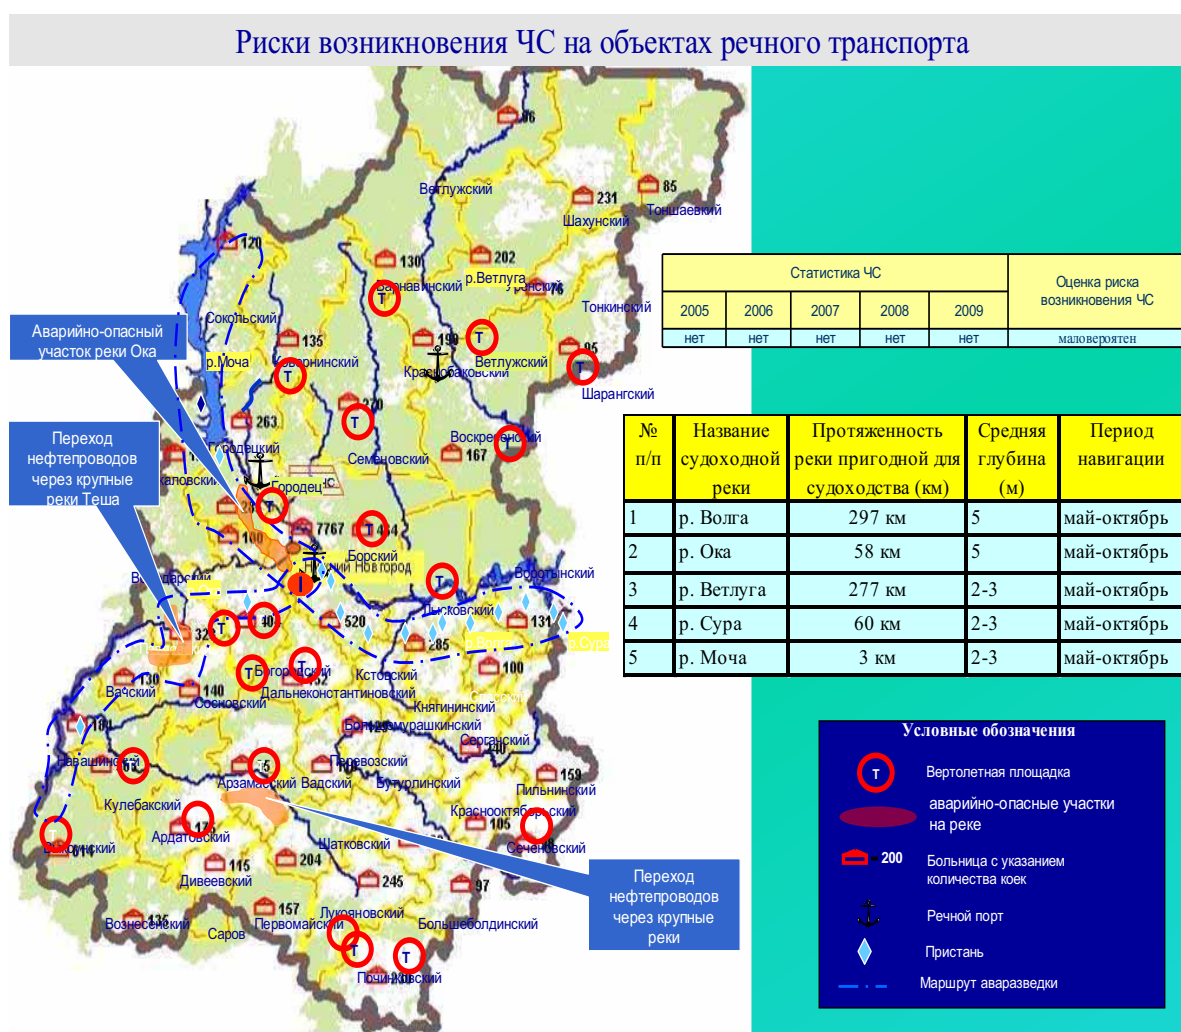 Риски возникновения ЧС на объектах речного транспорта
86
Ветлужский
231
85
Шахунский
Тоншаевкий
120
130
202
р.Ветлуга
Варнавинский
76
Сокольский
Тонкинский
Аварийно-опасный
участок реки Ока
135
95
р.Моча
Ковернинский
Ветлужский
Краснобаковский
Шарангский
263
270
Воскресенский
Городецкий
167
Семеновский
Переход
нефтепроводов
через крупные
реки Теша
Городец
7767
100
Борский
Нижний Новгород
Воротынский
Лысковский
520
131
285
р.Волга
р.Сура
130
Богородский
Кстовский
100
Вачский
140
Дальнеконстантиновский
Сосновский
Княгининский
184
Большемурашкинский
Сергачский
Навашинский
Арзамасский
Вадский
Перевозский
Бутурлинский
159
Пильнинский
Кулебакский
Краснооктябрьский
105
Ардатовский
Шатковский
Сеченовский
Выксунский
115
204
Дивеевский
245
97
157
Лукояновский
Вознесенский
Первомайский
Большеболдинский
Саров
Починковский
Переход
нефтепроводов
через крупные
реки
Статистика ЧС
Оценка риска
возникновения ЧС
2005 2006 2007 2008 2009
нет нет нет нет нет маловероятен
№ п/п Название судоходной реки Протяженность реки пригодной для судоходства (км) Средняя глубина (м) Период навигации
1 р. Волга 297 км 5 май-октябрь
2 р. Ока 58 км 5 май-октябрь
3 р. Ветлуга 277 км 2-3 май-октябрь
4 р. Сура 60 км 2-3 май-октябрь
5 р. Моча 3 км 2-3 май-октябрь
Условные обозначения
Т Вертолетная площадка
аварийно-опасные участки
на реке
- 200 Больница с указанием
количества коек
Речной порт
Пристань
Маршрут аваразведки